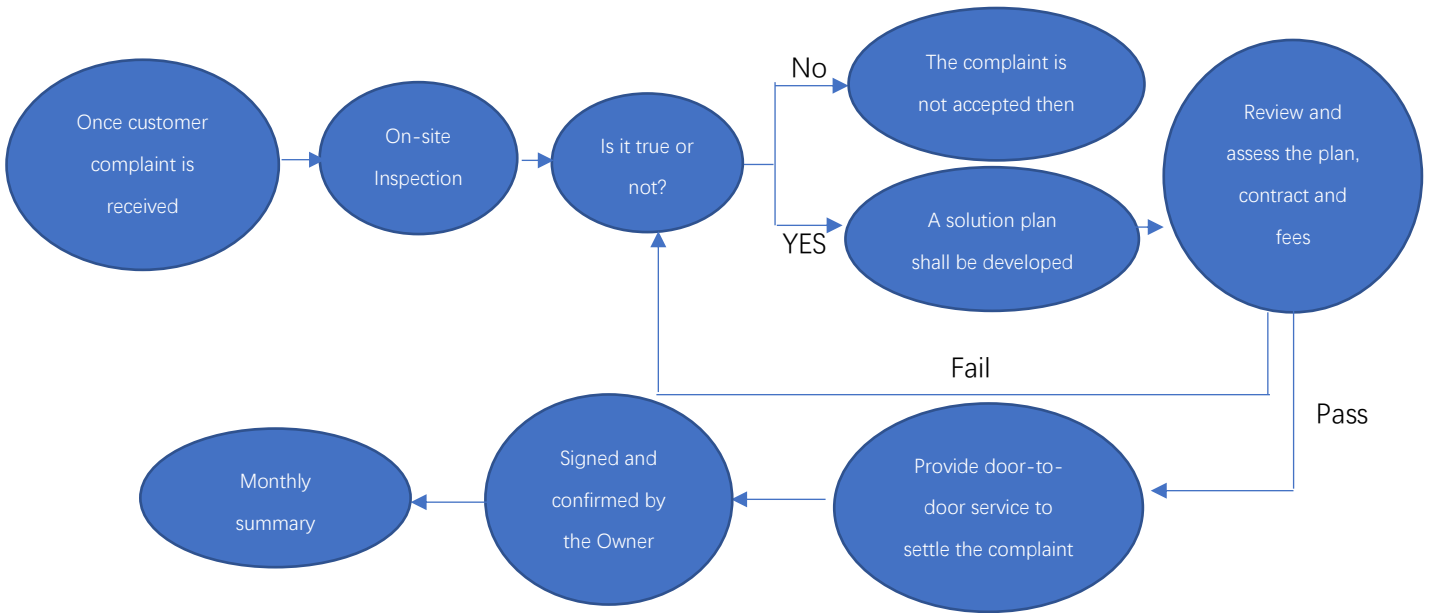 Once customer
complaint is
received
On-site
Inspection
Is it true or
not?
No
The complaint is
not accepted then
YES
A solution plan
shall be developed
Review and
assess the plan,
contract and
fees
Fail
Pass
Provide door-to-
door service to
settle the complaint
Signed and
confirmed by
the Owner
Monthly
summary